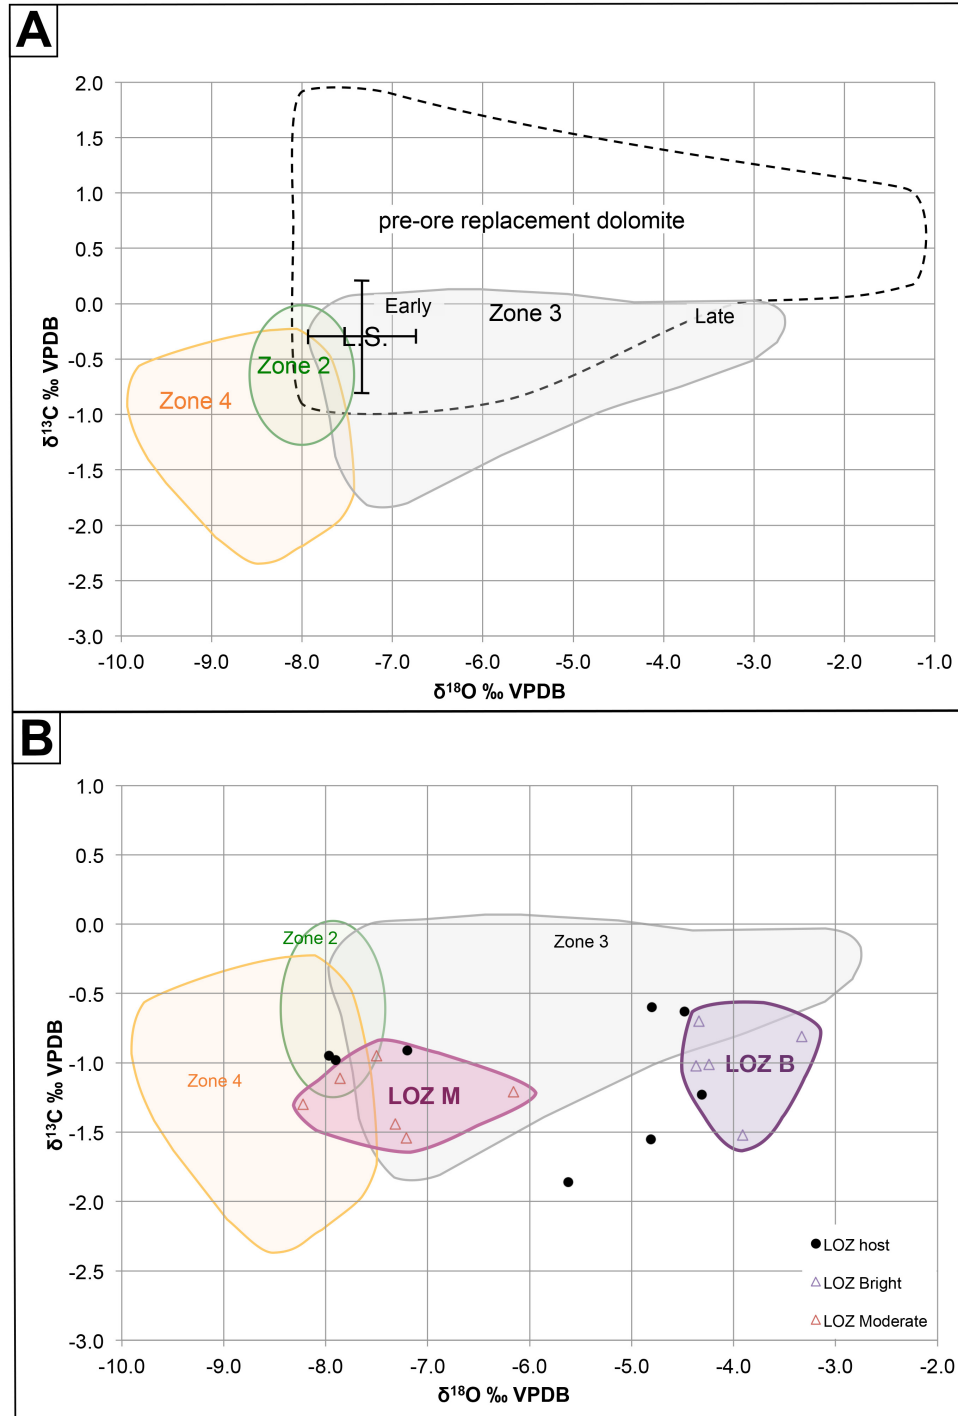 A
2.0
1.5
1.0
pre-ore replacement dolomite
0.5
0.0
Early
Zone 3
Late
L.S.
-0.5
Zone 2
Zone 4
-1.0
-1.5
-2.0
-2.5
-3.0
δ13C ‰ VPDB
-10.0 -9.0 -8.0 -7.0 -6.0 -5.0 -4.0 -3.0 -2.0 -1.0
δ18O ‰ VPDB
B
1.0
0.5
0.0
Zone 2
Zone 3
-0.5
-1.0
LOZ B
Zone 4
LOZ M
-1.5
-2.0
-2.5
-3.0
δ13C ‰ VPDB
LOZ host
LOZ Bright
LOZ Moderate
-10.0 -9.0 -8.0 -7.0 -6.0 -5.0 -4.0 -3.0 -2.0
δ18O ‰ VPDB